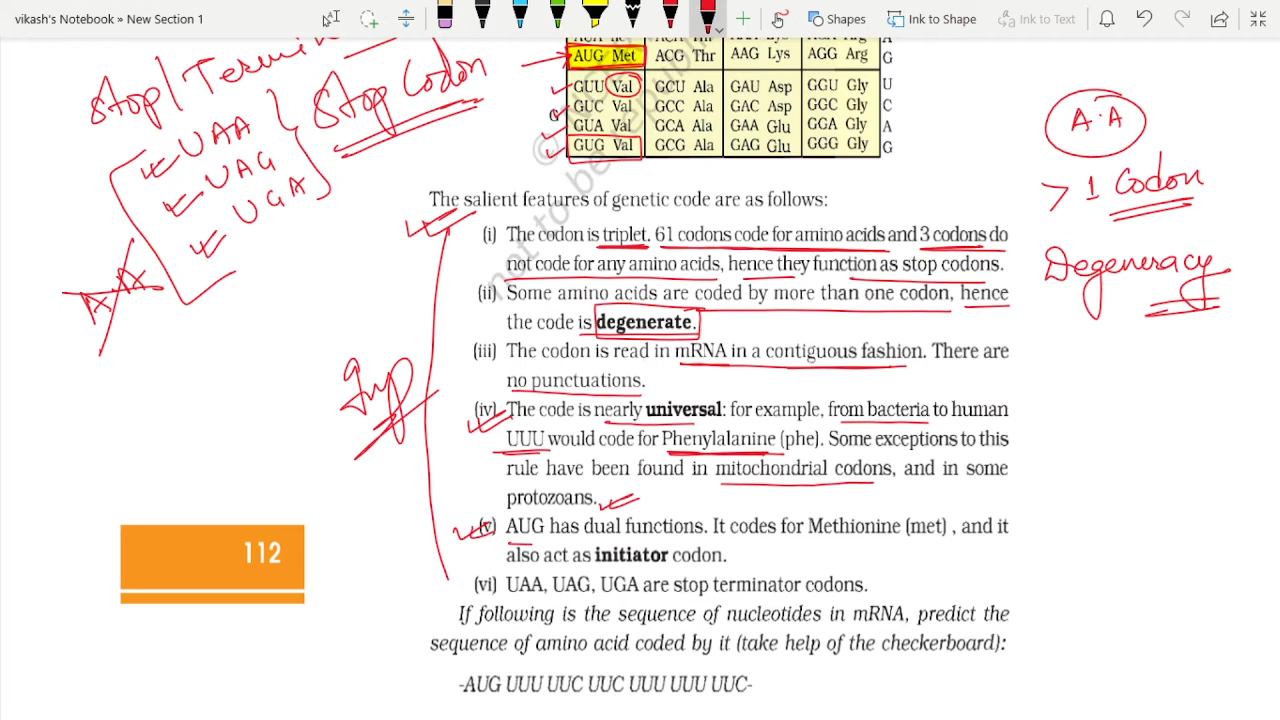 vikash's Notebook » New Section 1
Shapes
Ink to Shape
Ink to Text
Stop/Termin
UAA
UAG
UGA
Stop Codon
A.A
AUG Met ACG Thr AAG Lys AGG Arg G
GUU Val GCU Ala GAU Asp GGU Gly U
G GUC Val GCC Ala GAC Asp GGC Gly C
GUA Val GCA Ala GAA Glu GGA Gly A
GUG Val GCG Ala GAG Glu GGG Gly G
A.A
> 1 Codon
Degeneracy
The salient features of genetic code are as follows:
(i) The codon is triplet. 61 codons code for amino acids and 3 codons do
not code for any amino acids, hence they function as stop codons.
(ii) Some amino acids are coded by more than one codon, hence
the code is degenerate.
(iii) The codon is read in mRNA in a contiguous fashion. There are
no punctuations.
(iv) The code is nearly universal: for example, from bacteria to human
UUU would code for Phenylalanine (phe). Some exceptions to this
rule have been found in mitochondrial codons, and in some
protozoans.
(v) AUG has dual functions. It codes for Methionine (met) , and it
also act as initiator codon.
(vi) UAA, UAG, UGA are stop terminator codons.
If following is the sequence of nucleotides in mRNA, predict the
sequence of amino acid coded by it (take help of the checkerboard):
-AUG UUU UUC UUC UUU UUU UUC-
Imp
112
not to be republi